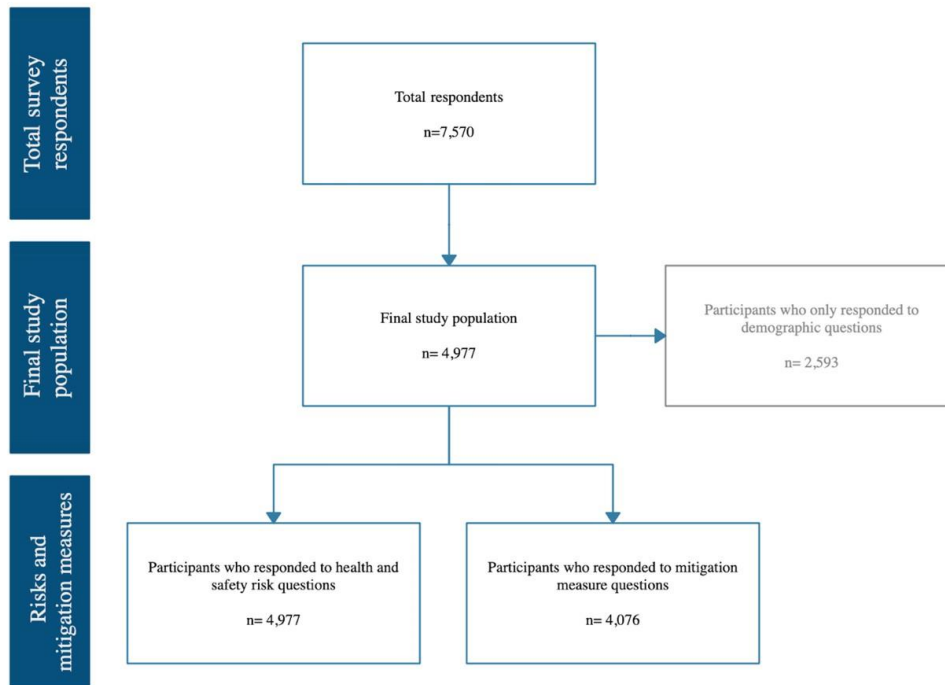 Total survey
respondents
Total respondents
n=7,570
Final study
population
Final study population
n= 4,977
Participants who only responded to
demographic questions
n= 2,593
Risks and
mitigation measures
Participants who responded to health and
safety risk questions
n= 4,977
Participants who responded to mitigation
measure questions
n= 4,076